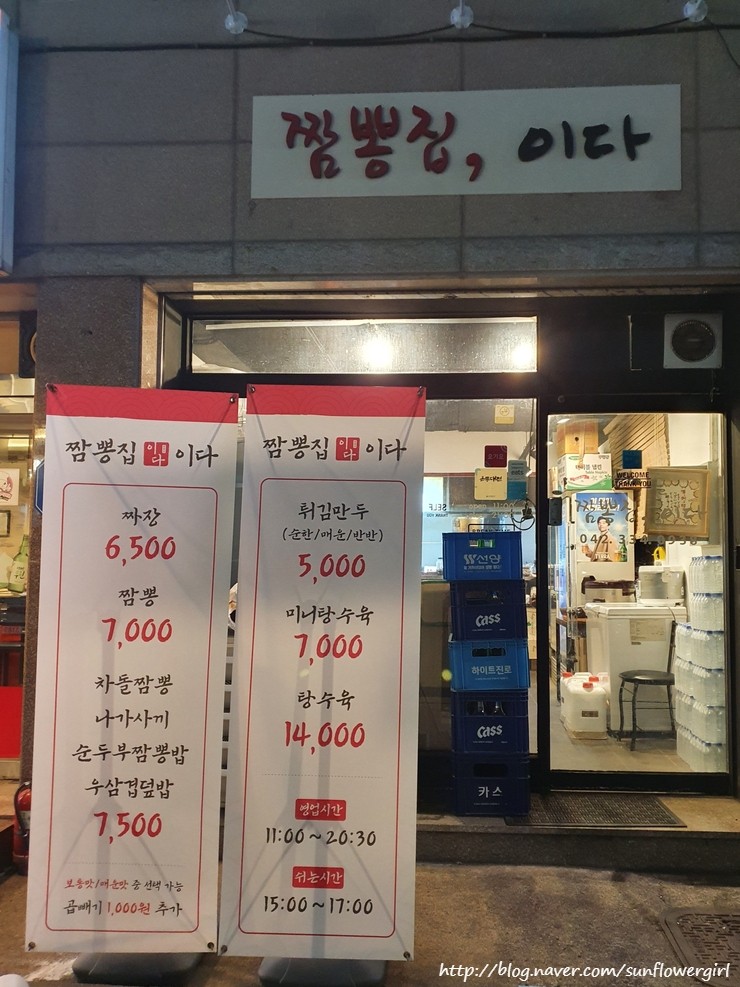 짬뽕집, 이다
짬뽕집 이다 이다
짜장
6,500
짬뽕
7,000
차돌짬뽕
나가사끼
순두부짬뽕밥
우삼겹덮밥
7,500
보통맛/매운맛 중 선택 가능
곱빼기 1,000원 추가
짬뽕집 이다 이다
튀김만두
(순한/매운/반반)
5,000
미니탕수육
7,000
탕수육
14,000
영업시간
11:00~20:30
쉬는시간
15:00~17:00
SELF
선양
Cass
하이트진로
Cass
카스
WELCOME
THANK YOU
http://blog.naver.com/sunflowergirl